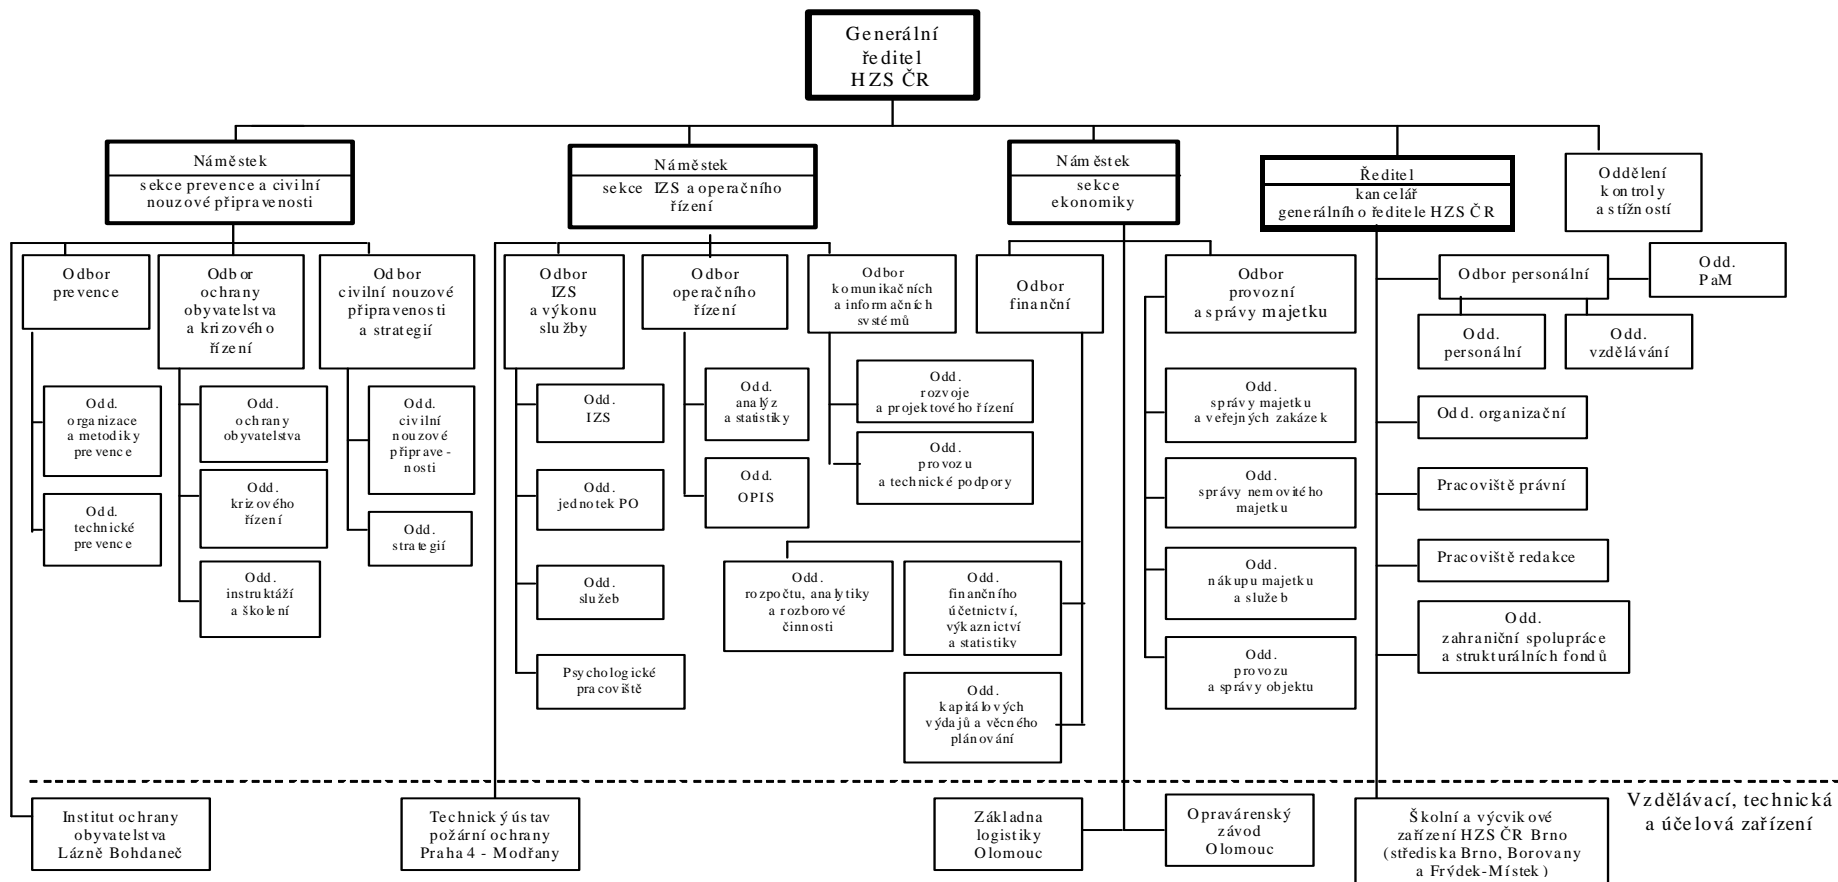 Generální
ředitel
HZS ČR
Náměstek
sekce prevence a civilní
nouzové připravenosti
Náměstek
sekce IZS a operačního
řízení
Náměstek
sekce
ekonomiky
Ředitel
kancelář
generálního ředitele HZS ČR
Oddělení
kontroly
a stížností
Odbor
prevence
Odbor
ochrany
obyvatelstva
a krizového
řízení
Odbor
civilní nouzové
připravenosti
a strategií
Odbor
IZS
a výkonu
služby
Odbor
operačního
řízení
Odbor
komunikačních
a informačních
systémů
Odbor
finanční
Odbor
provozní
a správy majetku
Odbor personální
Odd.
PaM
Odd.
personální
Odd.
vzdělávání
Odd.
organizace
a metodiky
prevence
Odd.
technické
prevence
Odd.
ochrany
obyvatelstva
Odd.
krizového
řízení
Odd.
instruktáží
a školení
Odd.
civilní
nouzové
připrave -
nosti
Odd.
strategií
Odd.
IZS
Odd.
jednotek PO
Odd.
služeb
Psychologické
pracoviště
Odd.
analýz
a statistiky
Odd.
OPIS
Odd.
rozvoje
a projektového řízení
Odd.
provozu
a technické podpory
Odd.
rozpočtu, analytiky
a rozborové
činnosti
Odd.
finančního
účetnictví,
výkaznictví
a statistiky
Odd.
kapitálových
výdajů a věcného
plánování
Odd.
správy majetku
a veřejných zakázek
Odd.
správy nemovitého
majetku
Odd.
nákupu majetku
a služeb
Odd.
provozu
a správy objektu
Odd. organizační
Pracoviště právní
Pracoviště redakce
Odd.
zahraniční spolupráce
a strukturálních fondů
Institut ochrany
obyvatelstva
Lázně Bohdaneč
Technický ústav
požární ochrany
Praha 4 - Modřany
Základna
logistiky
Olomouc
Opravárenský
závod
Olomouc
Školní a výcvikové
zařízení HZS ČR Brno
(střediska Brno, Borovany
a Frýdek-Místek)
Vzdělávací, technická
a účelová zařízení